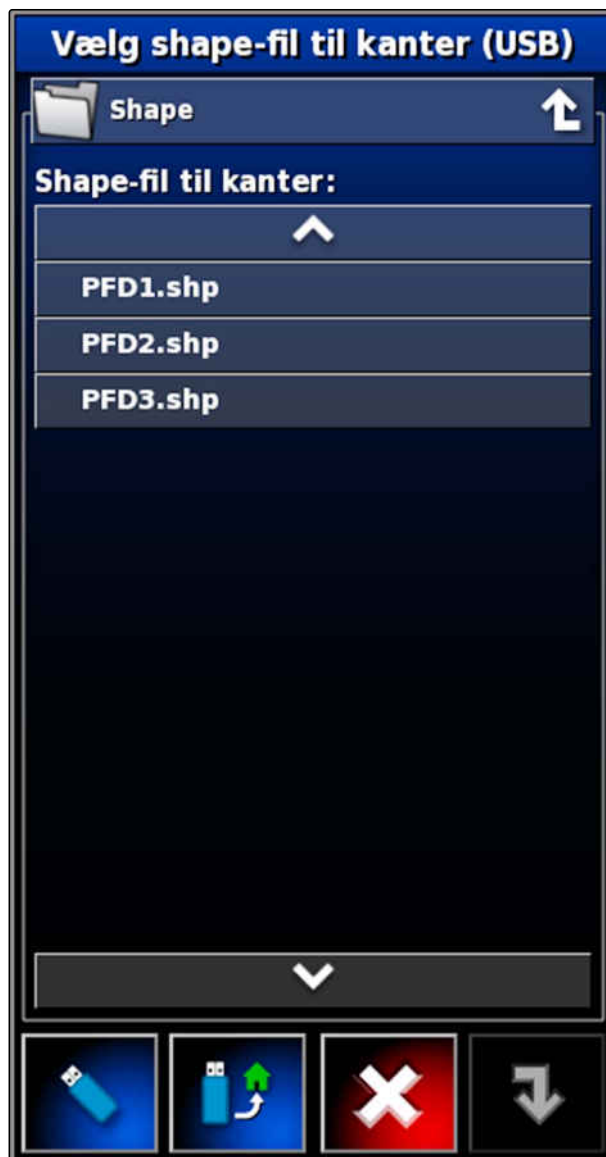 Vælg shape-fil til kanter (USB)
Shape
Shape-fil til kanter:
PFD1.shp
PFD2.shp
PFD3.shp